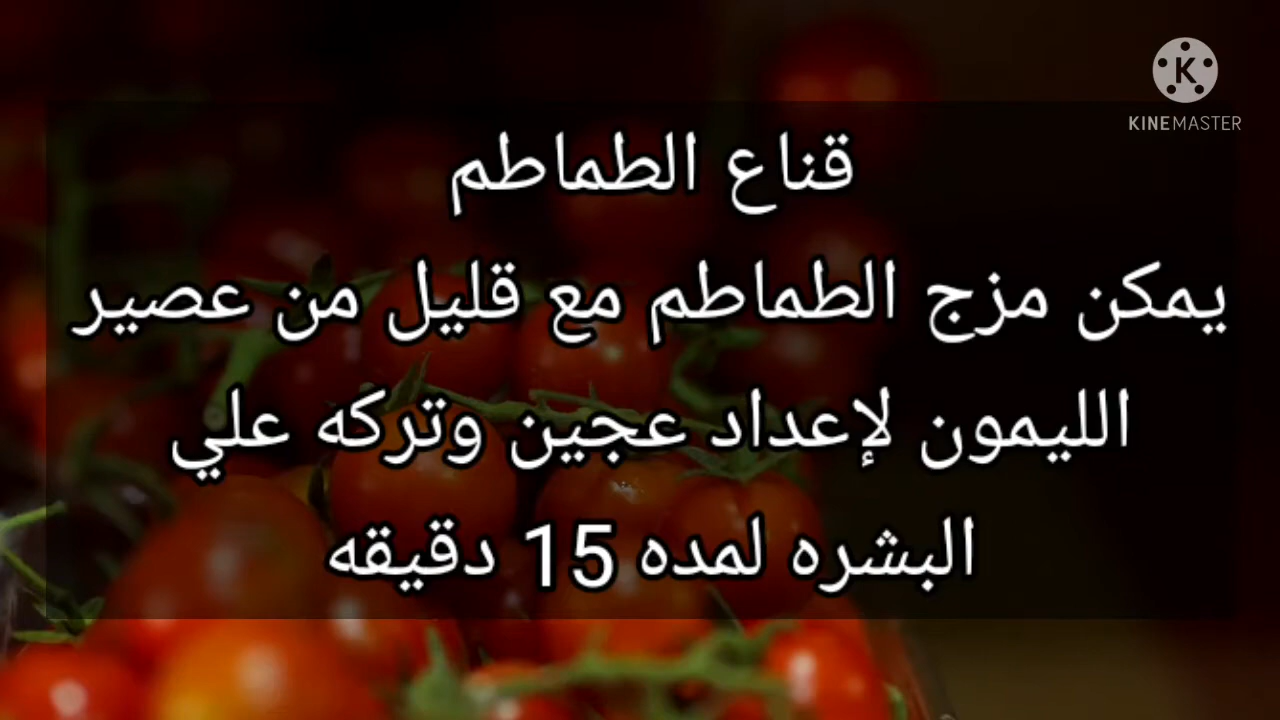 KINEMASTER
قناع الطماطم
يمكن مزج الطماطم مع قليل من عصير
الليمون لإعداد عجين وتركه علي
البشره لمده 15 دقيقه